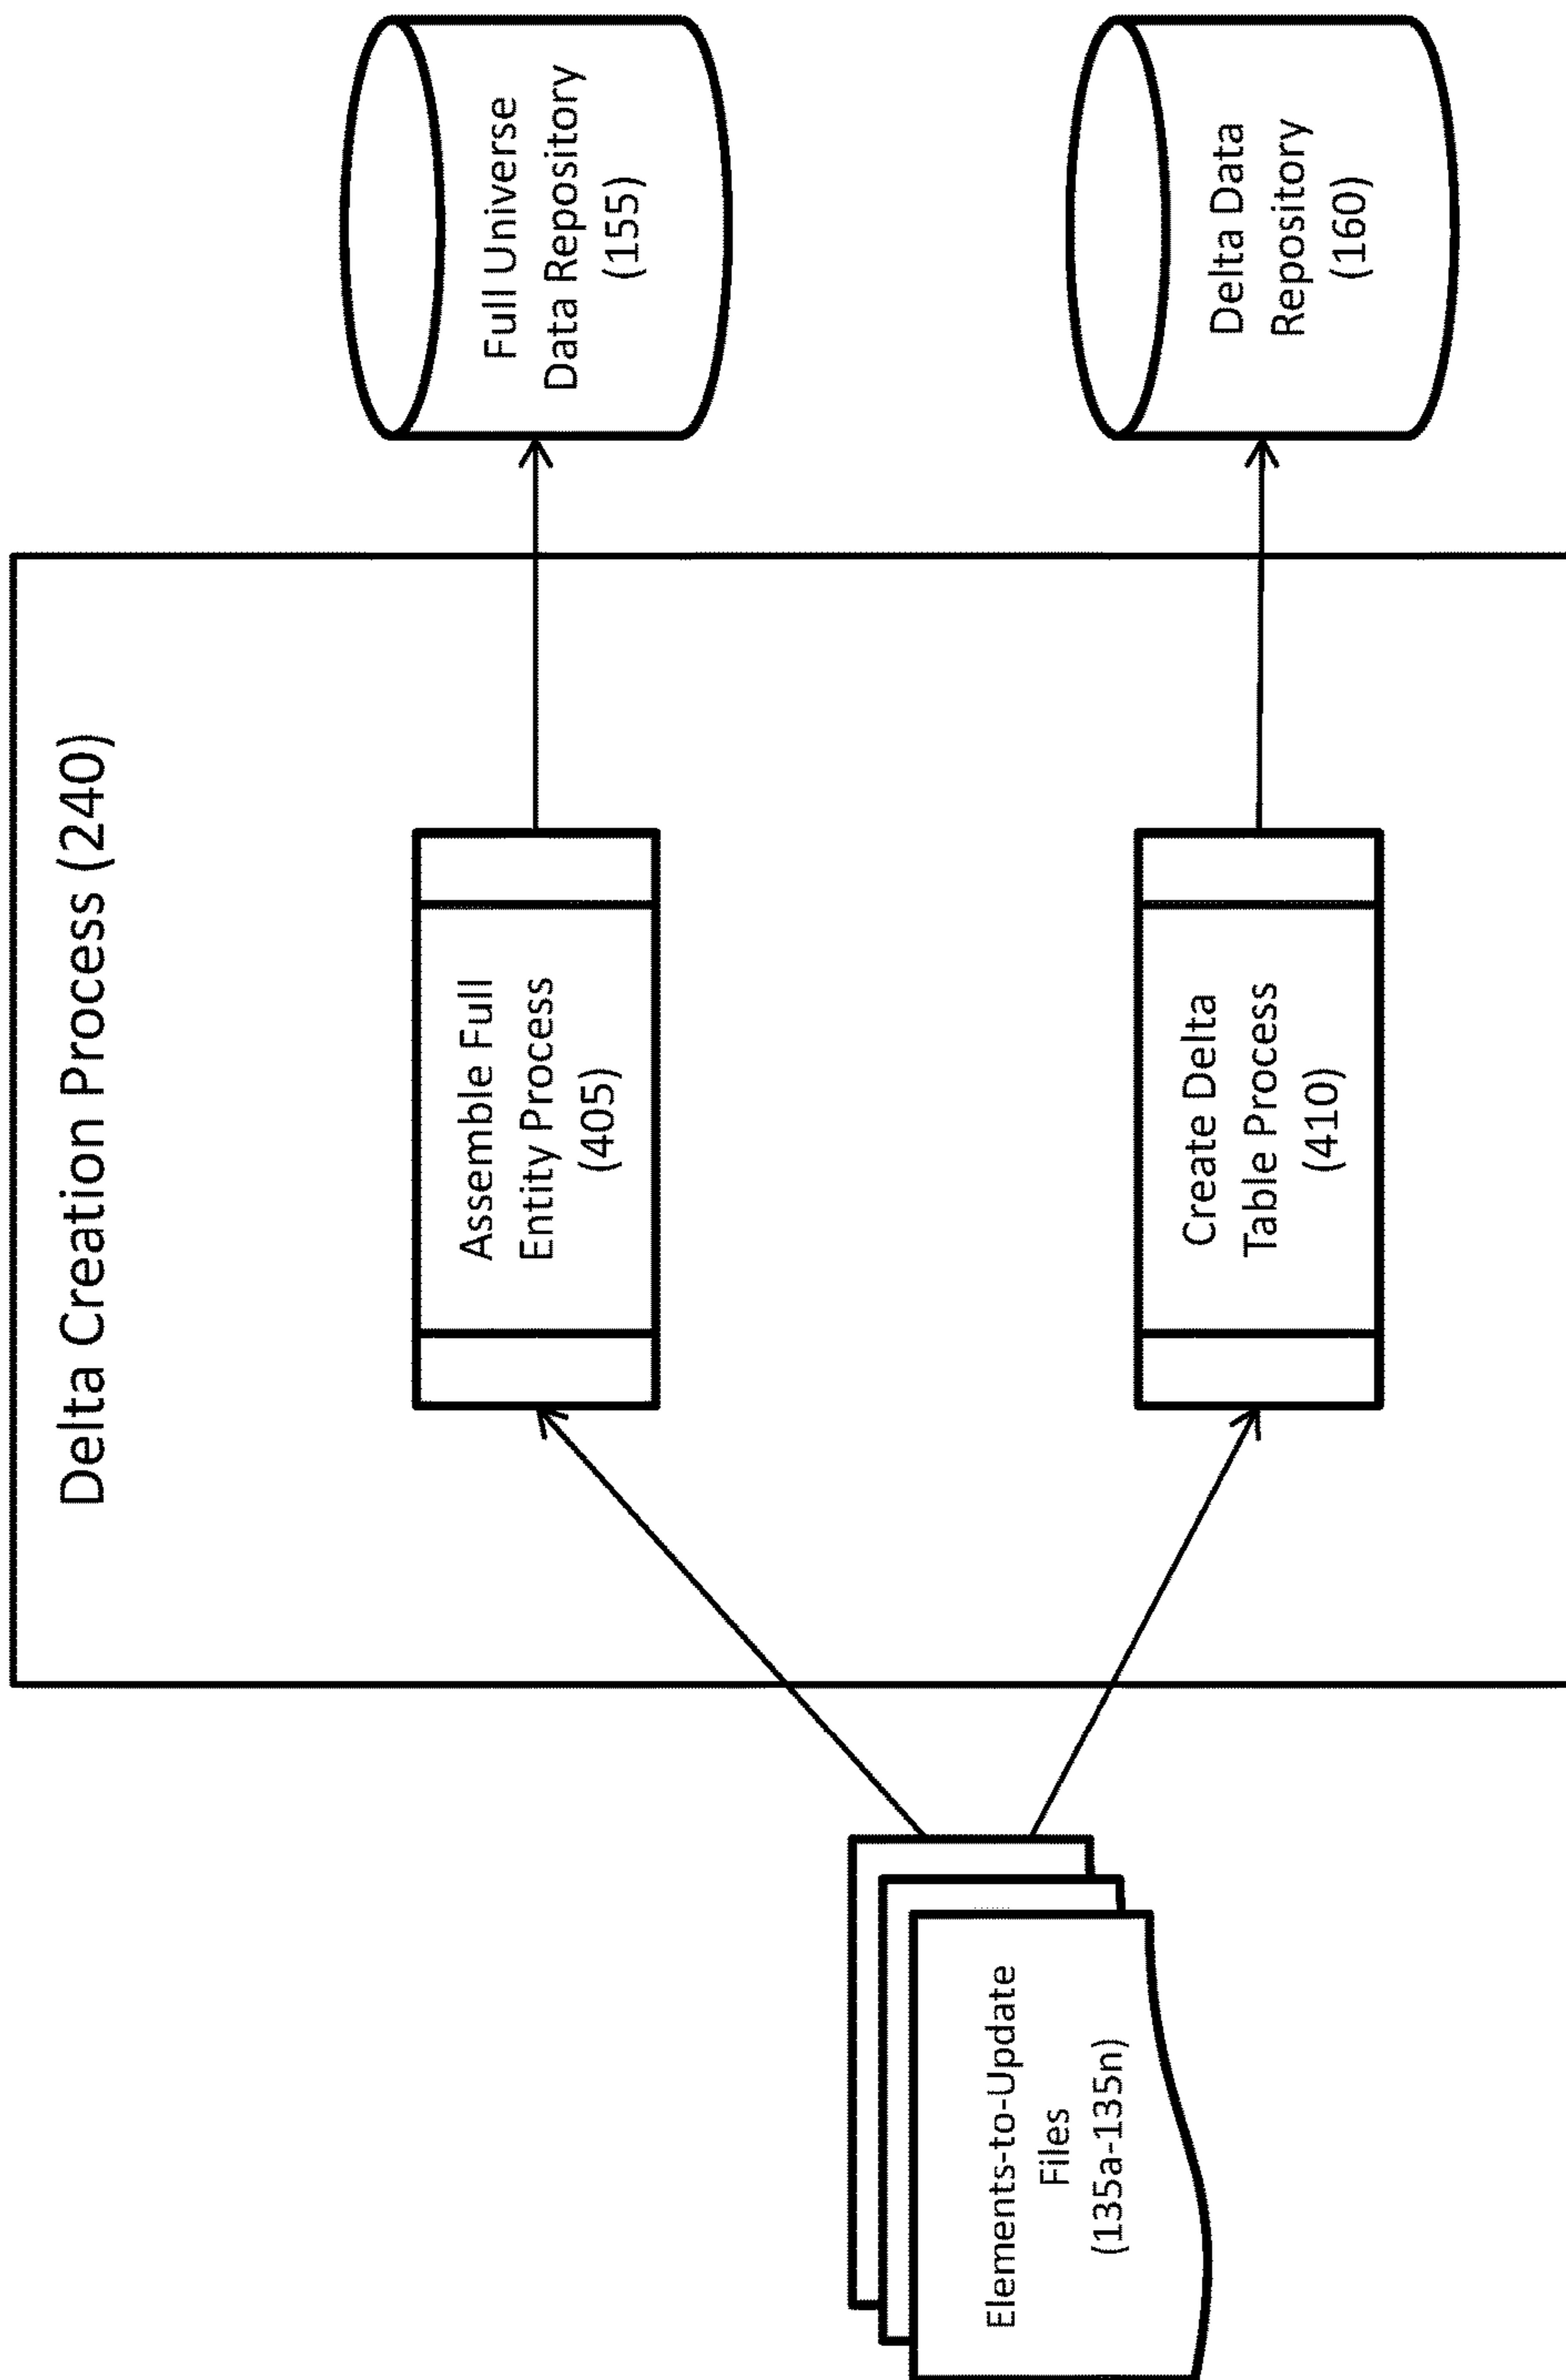 Delta Creation Process (240)
Elements-to-Update
Files
(135a-135n)
Assemble Full
Entity Process
(405)
Full Universe
Data Repository
(155)
Create Delta
Table Process
(410)
Delta Data
Repository
(160)